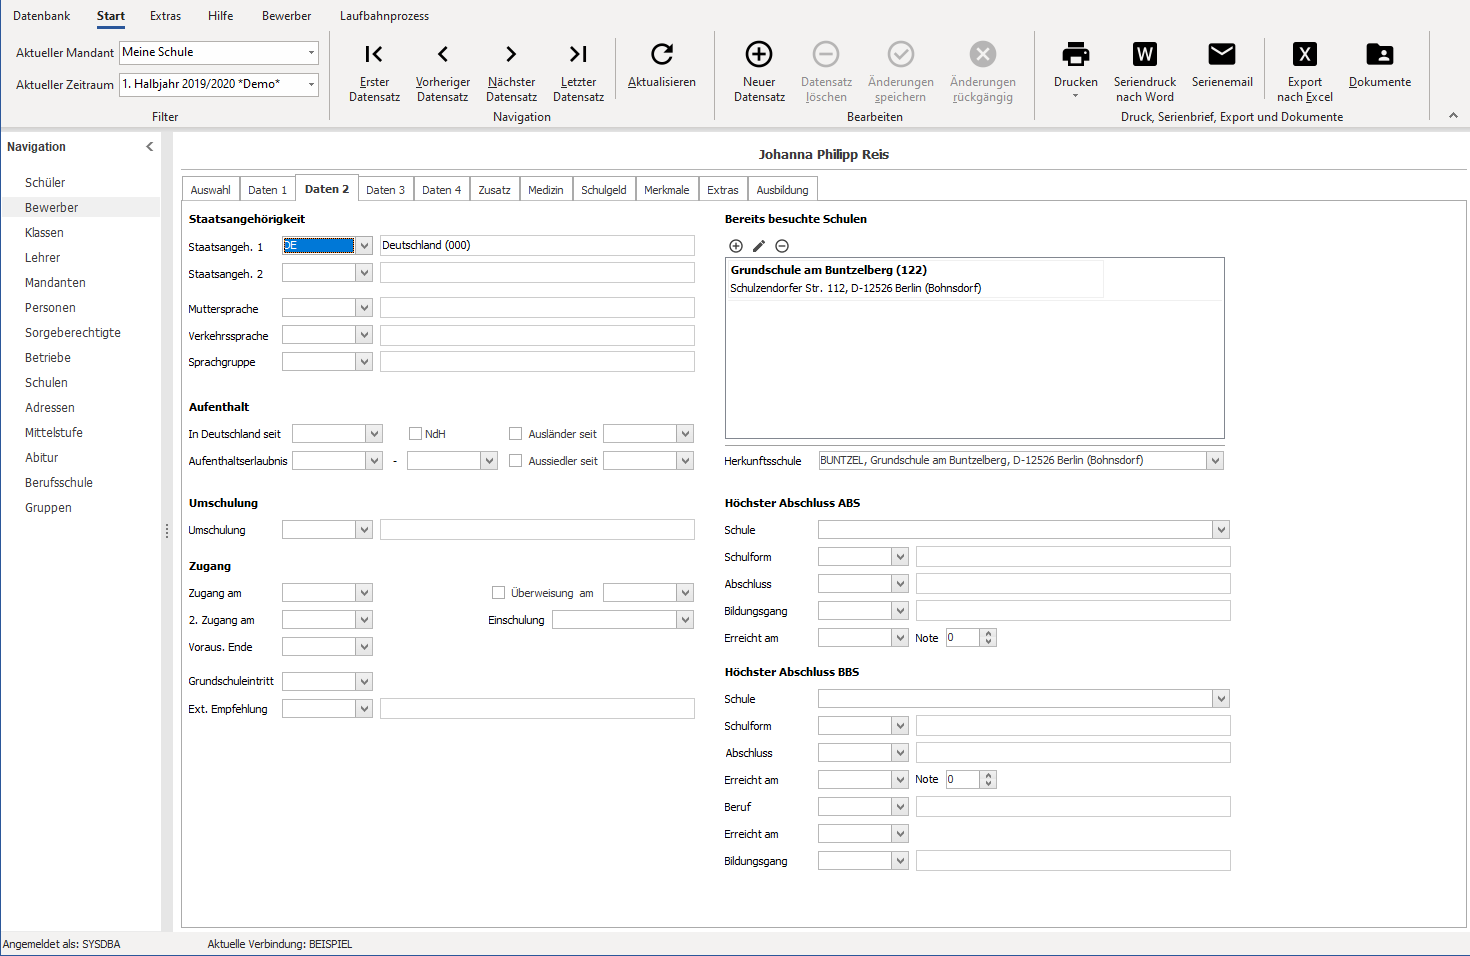 Datenbank Start Extras Hilfe Bewerber Laufbahnprozess
Aktueller Mandant Meine Schule
Aktueller Zeitraum 1. Halbjahr 2019/2020 *Demo*
Filter
Erster Datensatz
Vorheriger Datensatz
Nächster Datensatz
Letzter Datensatz
Aktualisieren
Navigation
Neuer Datensatz
Datensatz löschen
Änderungen speichern
Änderungen rückgängig
Bearbeiten
Drucken
W
Seriendruck nach Word
Serienemail
X
Export nach Excel
Dokumente
Druck, Serienbrief, Export und Dokumente
Navigation
Schüler
Bewerber
Klassen
Lehrer
Mandanten
Personen
Sorgeberechtigte
Betriebe
Schulen
Adressen
Mittelstufe
Abitur
Berufsschule
Gruppen
Johanna Philipp Reis
Auswahl Daten 1 Daten 2 Daten 3 Daten 4 Zusatz Medizin Schulgeld Merkmale Extras Ausbildung
Staatsangehörigkeit
Staatsangeh. 1 DE Deutschland (000)
Staatsangeh. 2
Muttersprache
Verkehrssprache
Sprachgruppe
Aufenthalt
In Deutschland seit NdH Ausländer seit
Aufenthaltserlaubnis - Aussiedler seit
Umschulung
Umschulung
Zugang
Zugang am Überweisung am
2. Zugang am Einschulung
Voraus. Ende
Grundschuleintritt
Ext. Empfehlung
Bereits besuchte Schulen
Grundschule am Buntzelberg (122)
Schulzendorfer Str. 112, D-12526 Berlin (Bohnsdorf)
Herkunftsschule BUNTZEL, Grundschule am Buntzelberg, D-12526 Berlin (Bohnsdorf)
Höchster Abschluss ABS
Schule
Schulform
Abschluss
Bildungsgang
Erreicht am Note 0
Höchster Abschluss BBS
Schule
Schulform
Abschluss
Erreicht am Note 0
Beruf
Erreicht am
Bildungsgang
Angemeldet als: SYSDBA Aktuelle Verbindung: BEISPIEL